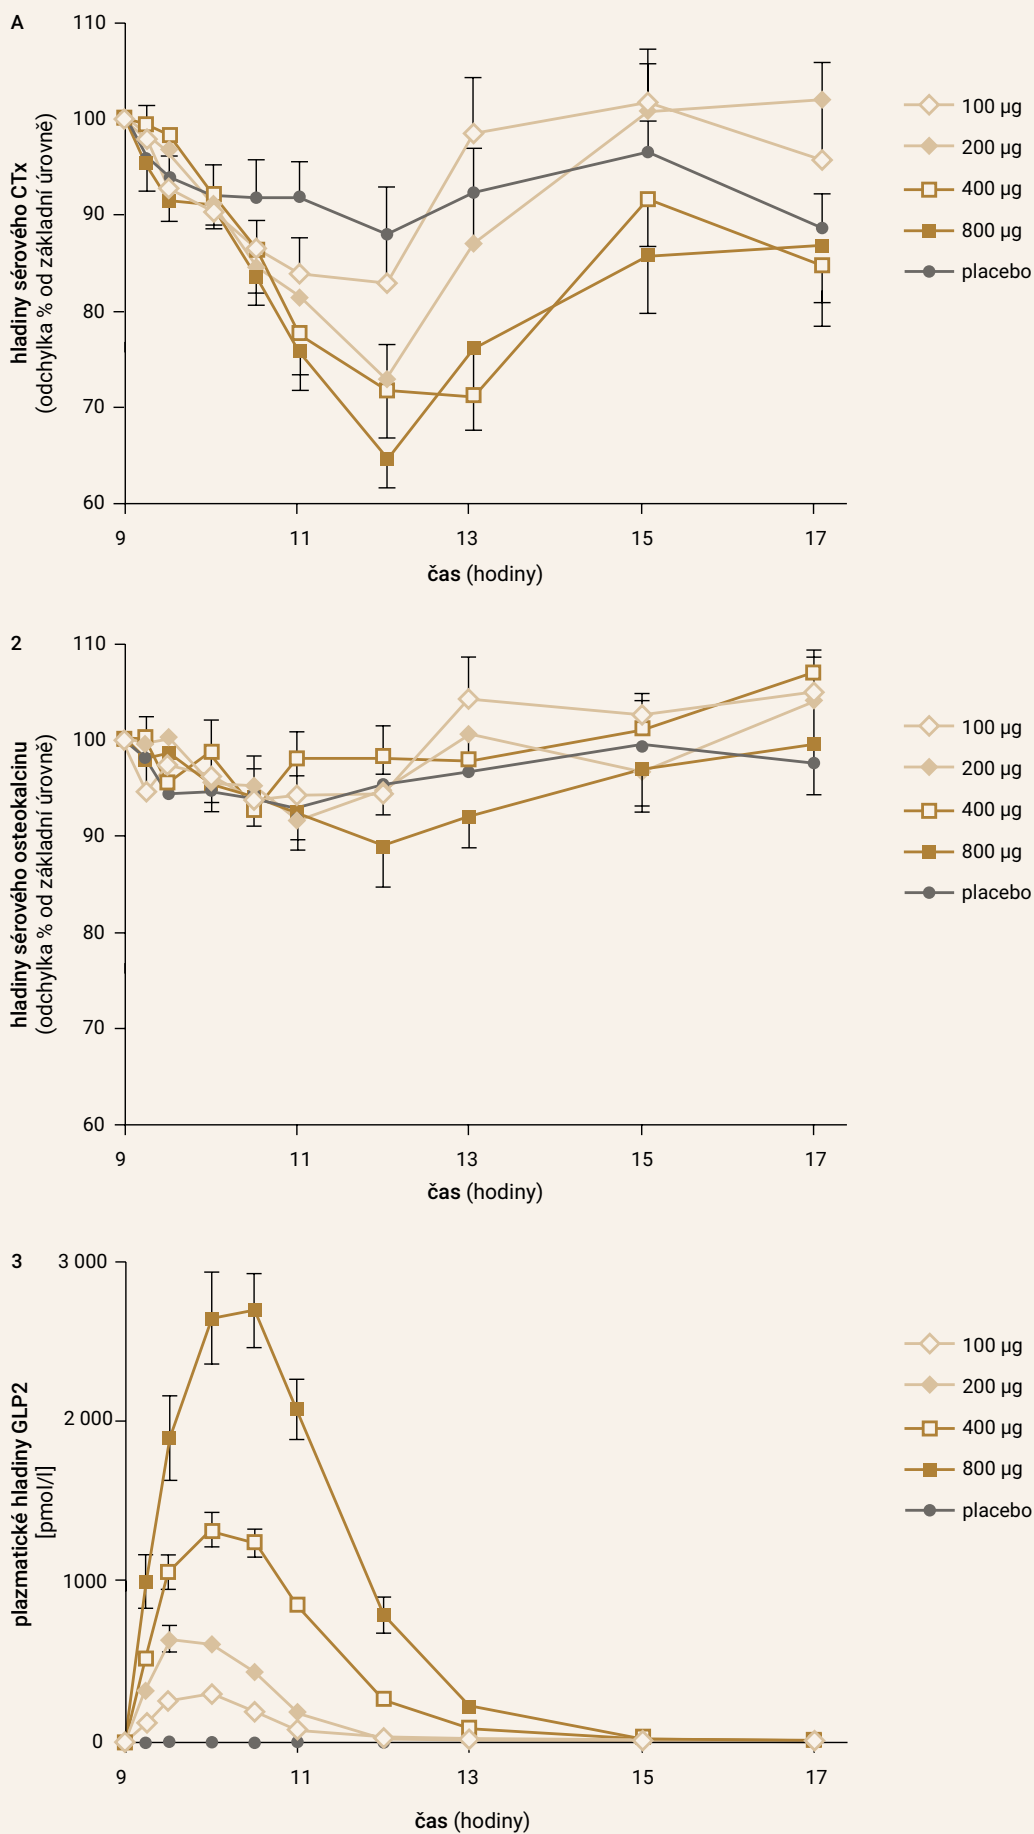 A
110
100
90
80
70
60
hladiny sérového CTx
(odchylka % od základní úrovně)
9
11
13
15
17
čas (hodiny)
100 µg
200 µg
400 µg
800 µg
placebo
2
110
100
90
80
70
60
hladiny sérového osteokalcinu
(odchylka % od základní úrovně)
9
11
13
15
17
čas (hodiny)
100 µg
200 µg
400 µg
800 µg
placebo
3
3 000
2 000
1000
0
plazmatické hladiny GLP2
[pmol/l]
9
11
13
15
17
čas (hodiny)
100 µg
200 µg
400 µg
800 µg
placebo